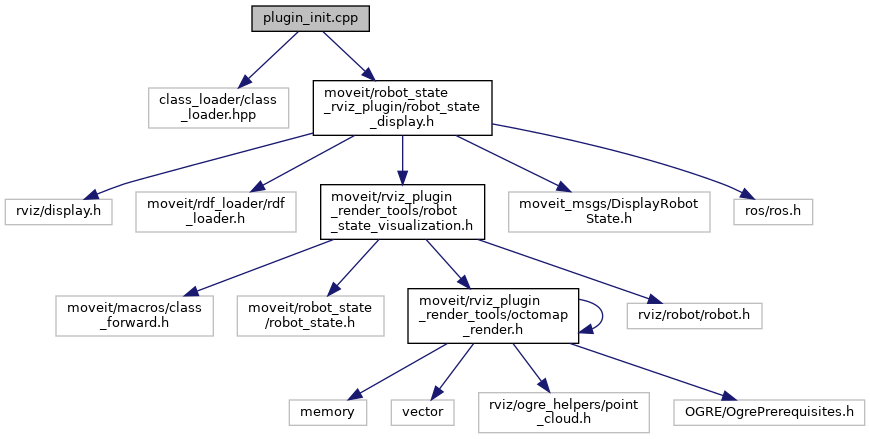 plugin_init.cpp
class_loader/class
_loader.hpp
moveit/robot_state
_rviz_plugin/robot_state
_display.h
rviz/display.h
moveit/rdf_loader/rdf
_loader.h
moveit/rviz_plugin
_render_tools/robot
_state_visualization.h
moveit_msgs/DisplayRobot
State.h
ros/ros.h
moveit/macros/class
_forward.h
moveit/robot_state
/robot_state.h
moveit/rviz_plugin
_render_tools/octomap
_render.h
rviz/robot/robot.h
memory
vector
rviz/ogre_helpers/point
_cloud.h
OGRE/OgrePrerequisites.h